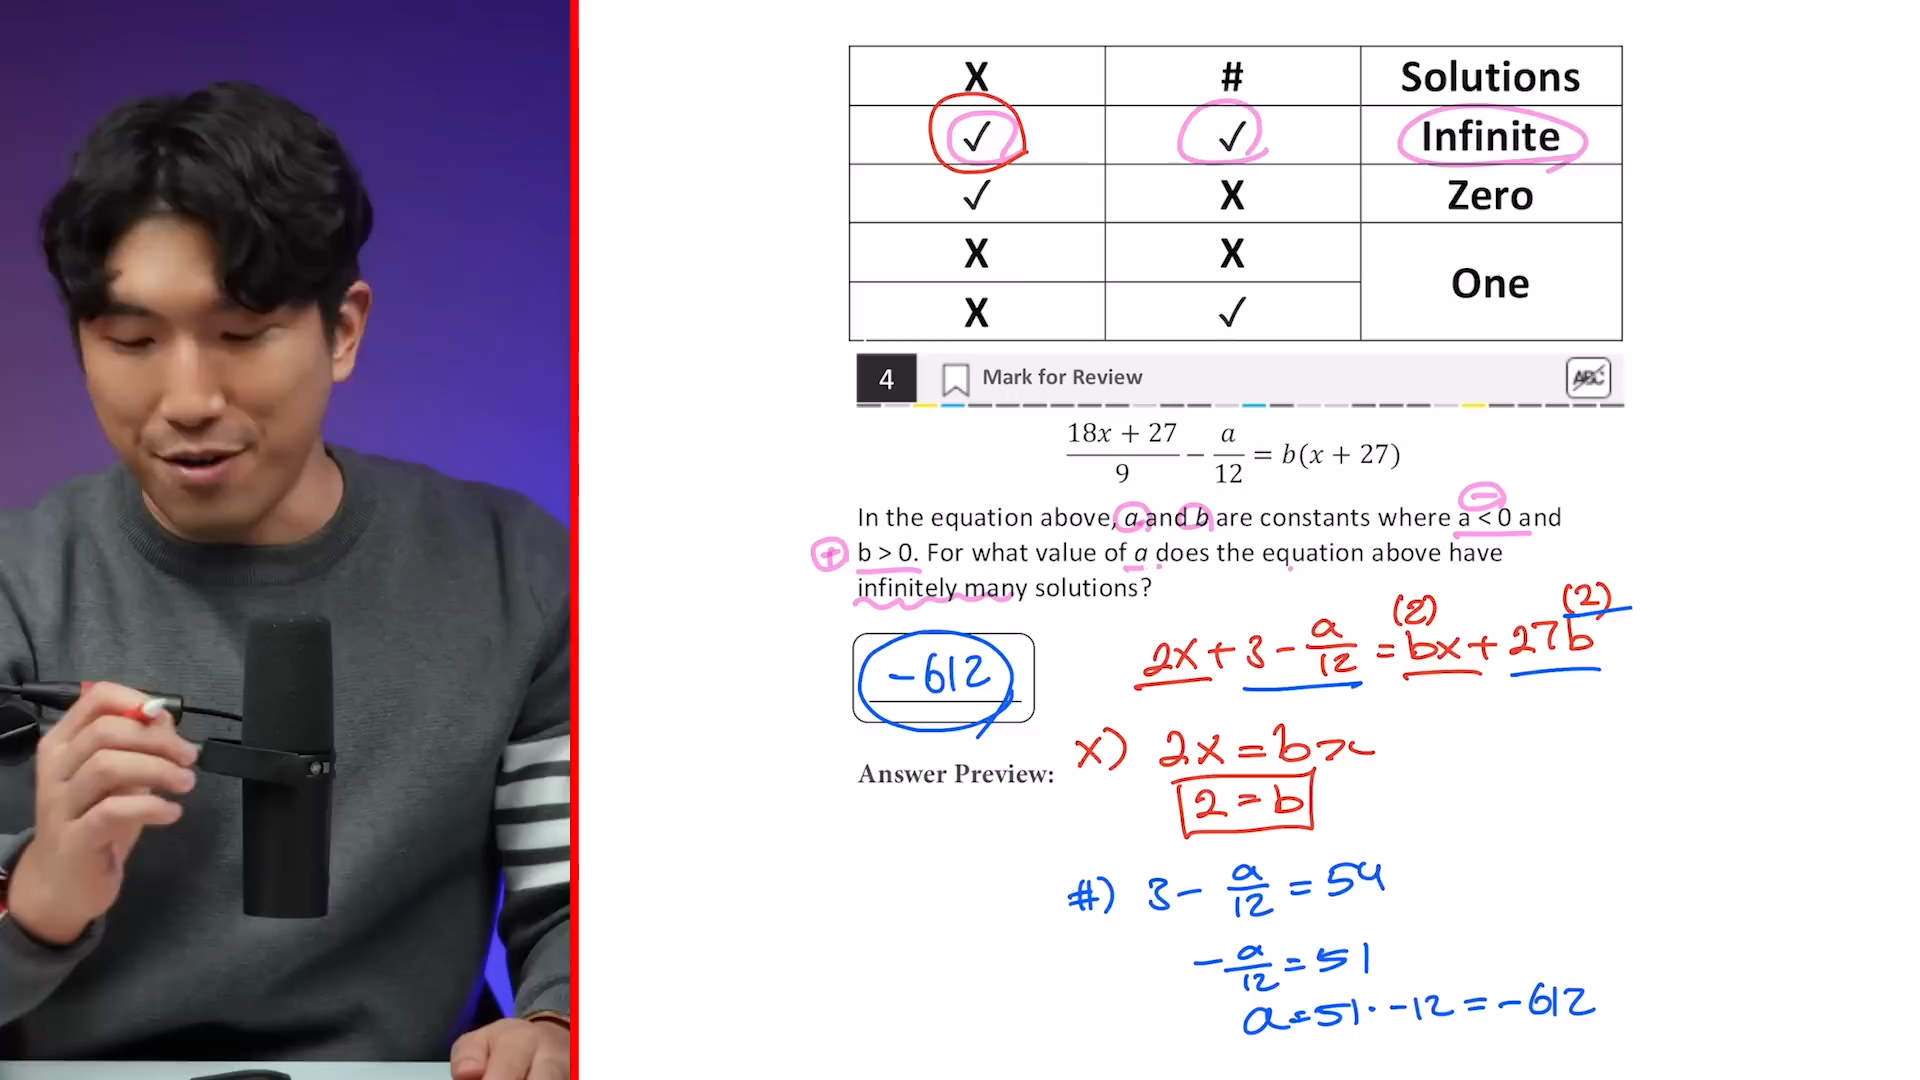 X # Solutions
✓ ✓ Infinite
✓ X Zero
X X One
X ✓
4 Mark for Review ABC
18x + 27 / 9 − a / 12 = b(x + 27)
−
In the equation above, a and b are constants where a < 0 and
+ b > 0. For what value of a does the equation above have
infinitely many solutions?
(2) (2)
2x + 3 − a/12 = bx + 27b
-612
x) 2x = bx
Answer Preview:
2 = b
#) 3 − a/12 = 54
− a/12 = 51
a = 51 · −12 = −612